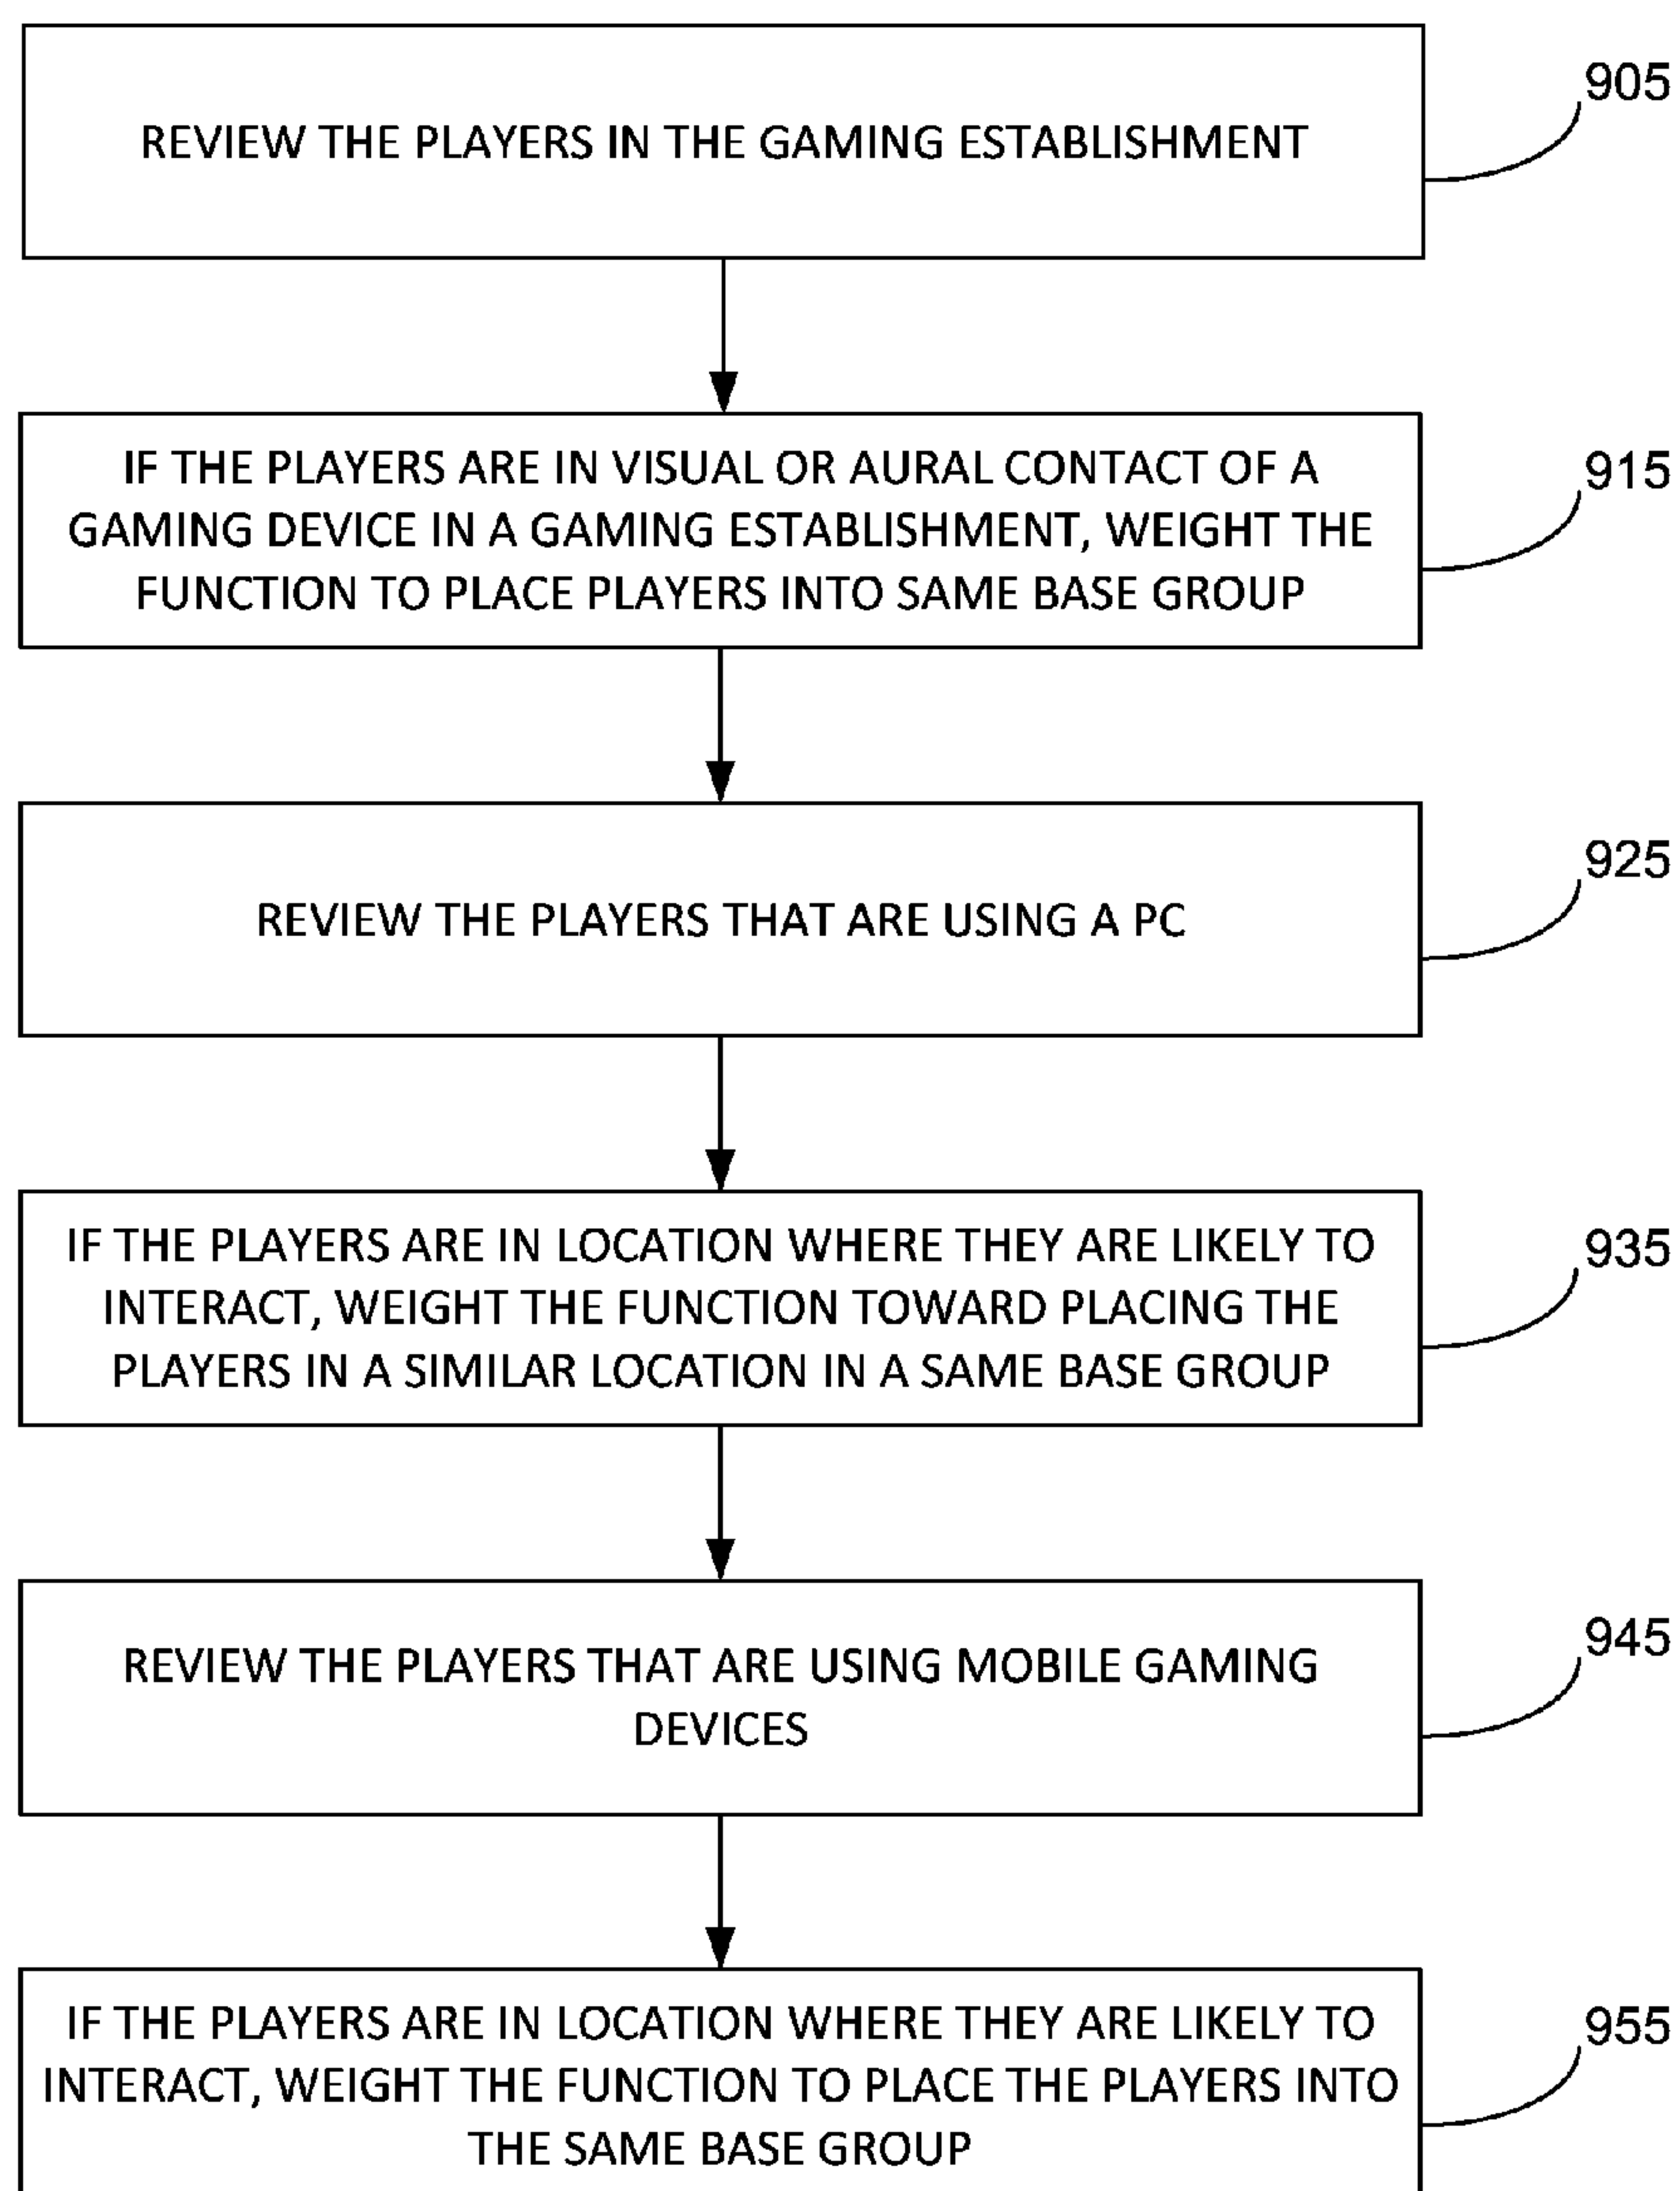 905
REVIEW THE PLAYERS IN THE GAMING ESTABLISHMENT
915
IF THE PLAYERS ARE IN VISUAL OR AURAL CONTACT OF A
GAMING DEVICE IN A GAMING ESTABLISHMENT, WEIGHT THE
FUNCTION TO PLACE PLAYERS INTO SAME BASE GROUP
925
REVIEW THE PLAYERS THAT ARE USING A PC
935
IF THE PLAYERS ARE IN LOCATION WHERE THEY ARE LIKELY TO
INTERACT, WEIGHT THE FUNCTION TOWARD PLACING THE
PLAYERS IN A SIMILAR LOCATION IN A SAME BASE GROUP
945
REVIEW THE PLAYERS THAT ARE USING MOBILE GAMING
DEVICES
955
IF THE PLAYERS ARE IN LOCATION WHERE THEY ARE LIKELY TO
INTERACT, WEIGHT THE FUNCTION TO PLACE THE PLAYERS INTO
THE SAME BASE GROUP